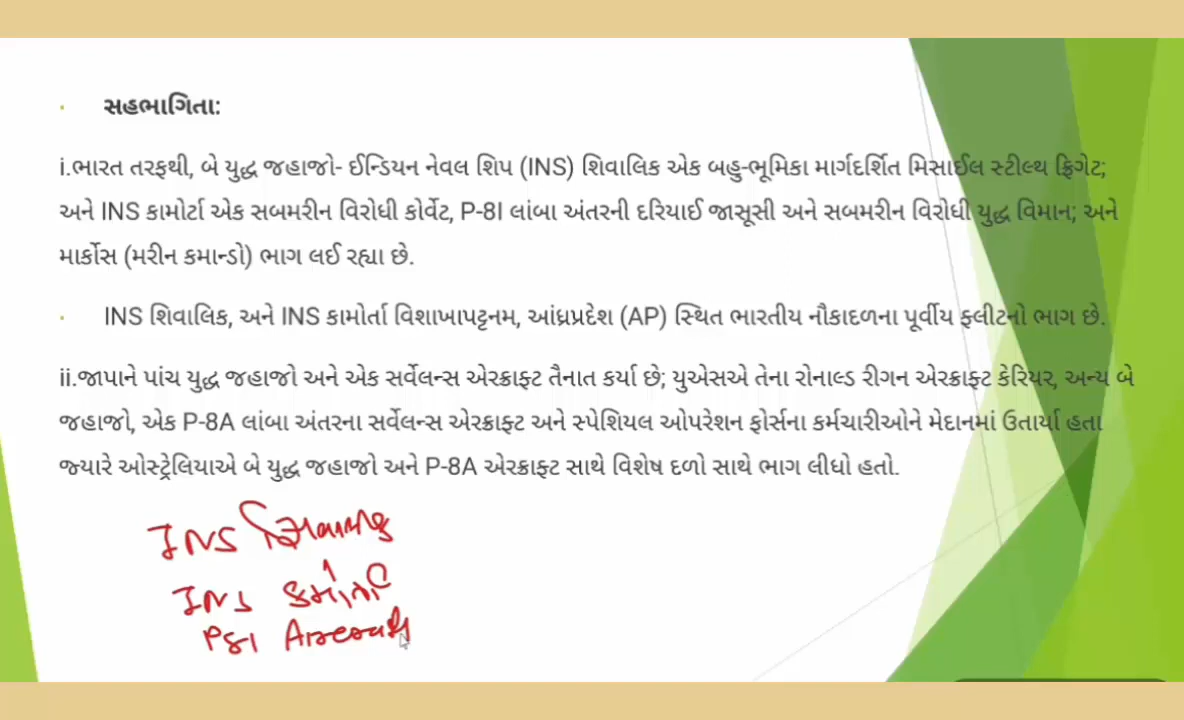 સહભાગિતા:
i.ભારત તરફથી, બે યુદ્ધ જહાજો- ઈન્ડિયન નેવલ શિપ (INS) શિવાલિક એક બહુ-ભૂમિકા માર્ગદર્શિત મિસાઈલ સ્ટીલ્થ ફ્રિગેટ;
અને INS કામોર્ટા એક સબમરીન વિરોધી કોર્વેટ, P-8I લાંબા અંતરની દરિયાઈ જાસૂસી અને સબમરીન વિરોધી યુદ્ધ વિમાન; અને
માર્કોસ (મરીન કમાન્ડો) ભાગ લઈ રહ્યા છે.
INS શિવાલિક, અને INS કામોર્તા વિશાખાપટ્ટનમ, આંધ્રપ્રદેશ (AP) સ્થિત ભારતીય નૌકાદળના પૂર્વીય ફ્લીટનો ભાગ છે.
ii.જાપાને પાંચ યુદ્ધ જહાજો અને એક સર્વેલન્સ એરક્રાફ્ટ તૈનાત કર્યા છે; યુએસએ તેના રોનાલ્ડ રીગન એરક્રાફ્ટ કેરિયર, અન્ય બે
જહાજો, એક P-8A લાંબા અંતરના સર્વેલન્સ એરક્રાફ્ટ અને સ્પેશિયલ ઓપરેશન ફોર્સના કર્મચારીઓને મેદાનમાં ઉતાર્યા હતા
જ્યારે ઓસ્ટ્રેલિયાએ બે યુદ્ધ જહાજો અને P-8A એરક્રાફ્ટ સાથે વિશેષ દળો સાથે ભાગ લીધો હતો.
INS શિવાલીક
INS કમોર્તા
P8I